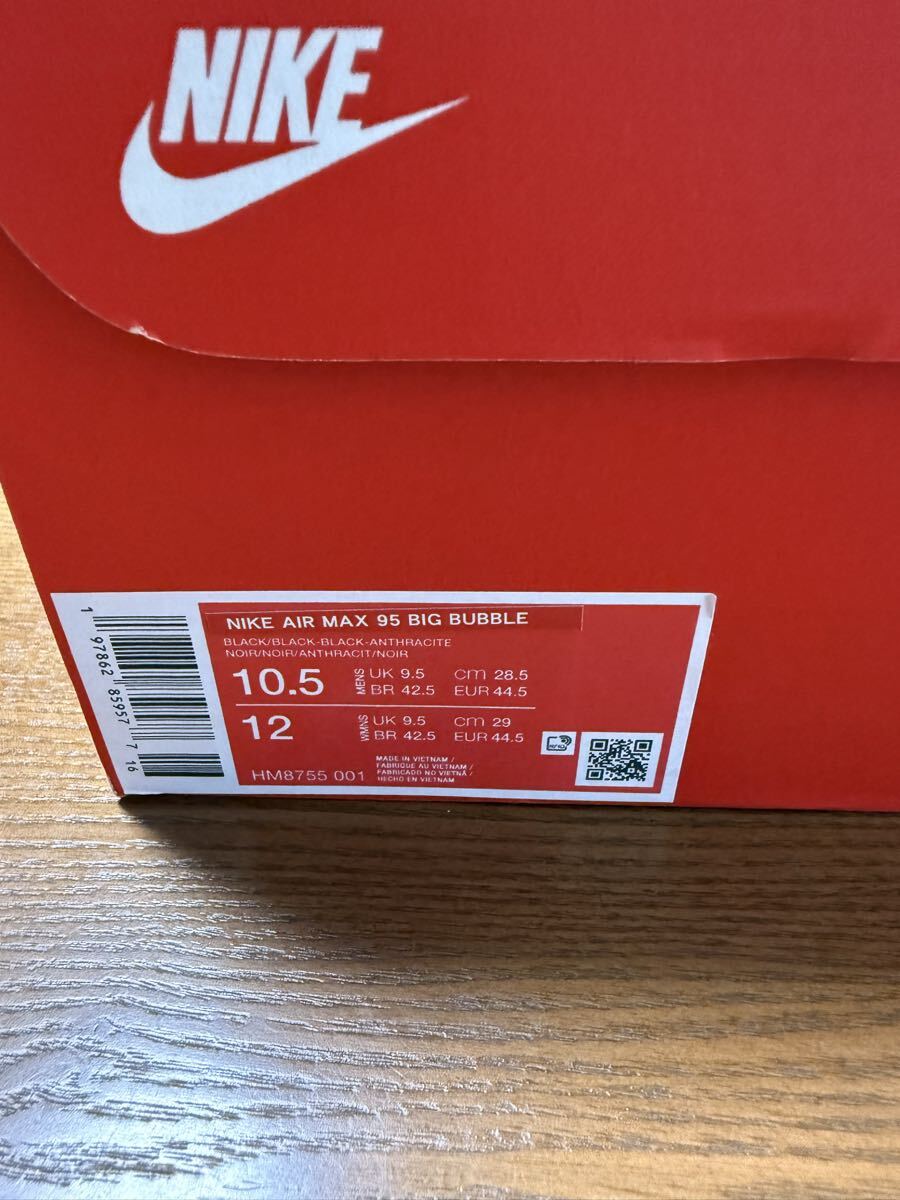 NIKE
NIKE AIR MAX 95 BIG BUBBLE
BLACK/BLACK-BLACK-ANTHRACITE
NOIR/NOIR/ANTHRACIT/NOIR
10.5 MENS UK 9.5 cm 28.5
BR 42.5 EUR 44.5
12 WMNS UK 9.5 cm 29
BR 42.5 EUR 44.5
HM8755 001
MADE IN VIETNAM /
FABRIQUE AU VIETNAM /
FABRICADO NO VIETNÃ /
HECHO EN VIETNAM
RFID
1 97862 85957 7 16